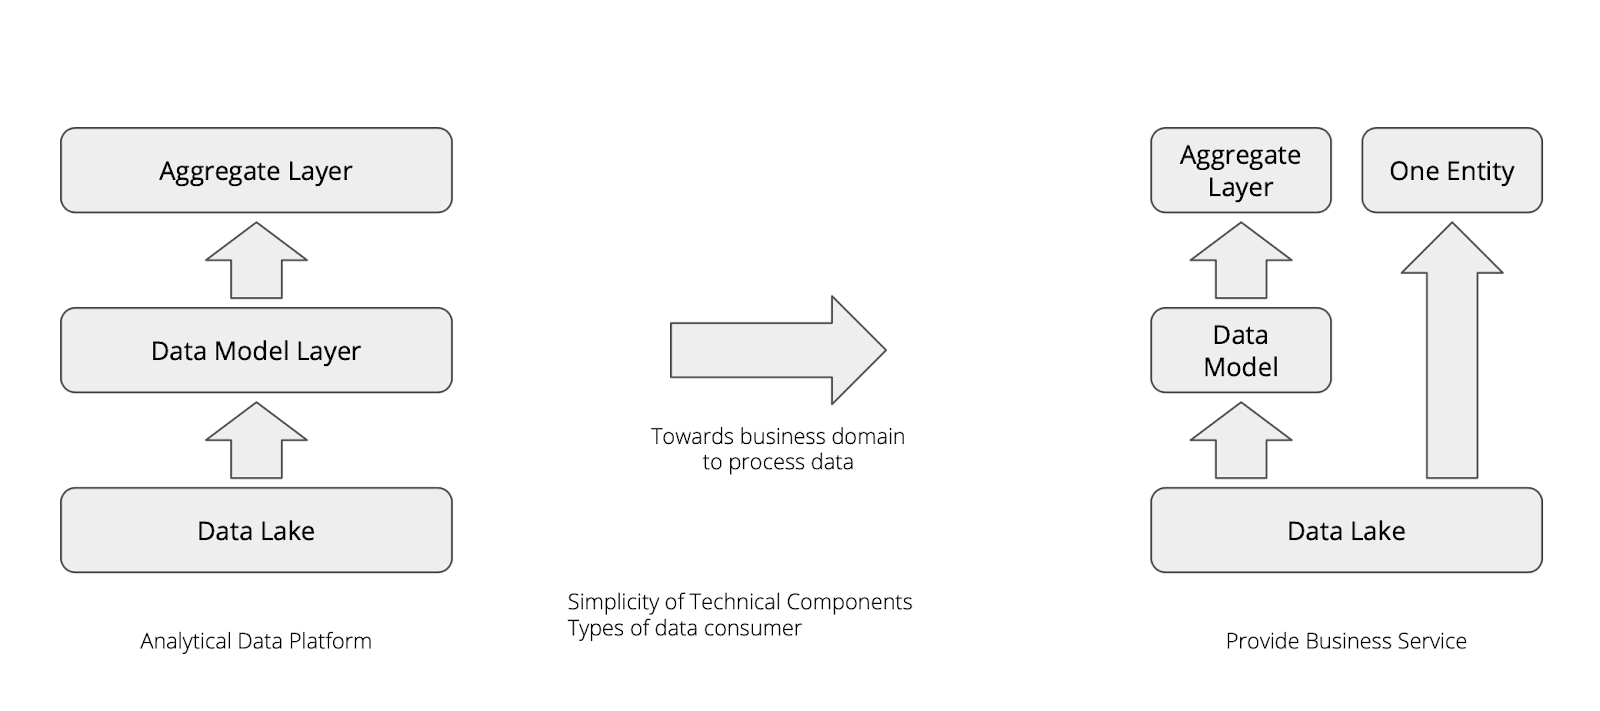 Aggregate Layer
Data Model Layer
Data Lake
Analytical Data Platform
Towards business domain
to process data
Simplicity of Technical Components
Types of data consumer
Aggregate
Layer
One Entity
Data
Model
Data Lake
Provide Business Service